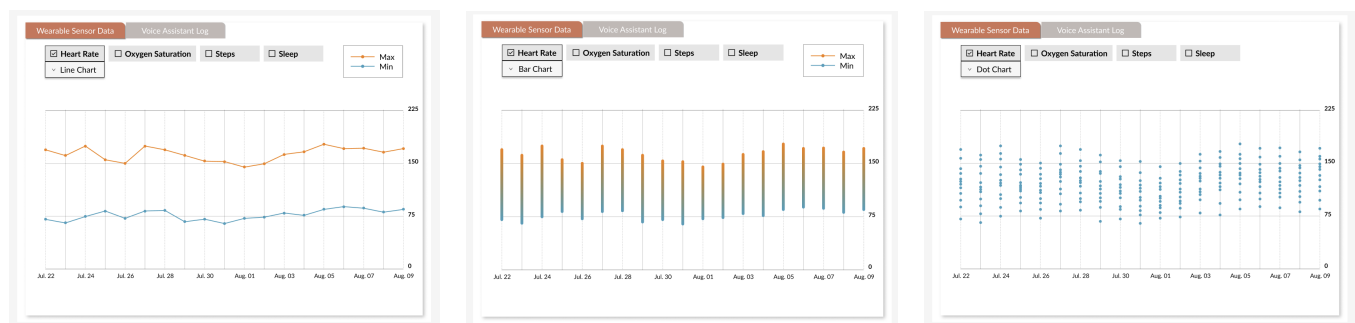 Wearable Sensor Data Voice Assistant Log
Heart Rate Oxygen Saturation Steps Sleep
Line Chart
Max
Min
225
150
75
0
Jul. 22 Jul. 24 Jul. 26 Jul. 28 Jul. 30 Aug. 01 Aug. 03 Aug. 05 Aug. 07 Aug. 09
Wearable Sensor Data Voice Assistant Log
Heart Rate Oxygen Saturation Steps Sleep
Bar Chart
Max
Min
225
150
75
0
Jul. 22 Jul. 24 Jul. 26 Jul. 28 Jul. 30 Aug. 01 Aug. 03 Aug. 05 Aug. 07 Aug. 09
Wearable Sensor Data Voice Assistant Log
Heart Rate Oxygen Saturation Steps Sleep
Dot Chart
225
150
75
0
Jul. 22 Jul. 24 Jul. 26 Jul. 28 Jul. 30 Aug. 01 Aug. 03 Aug. 05 Aug. 07 Aug. 09